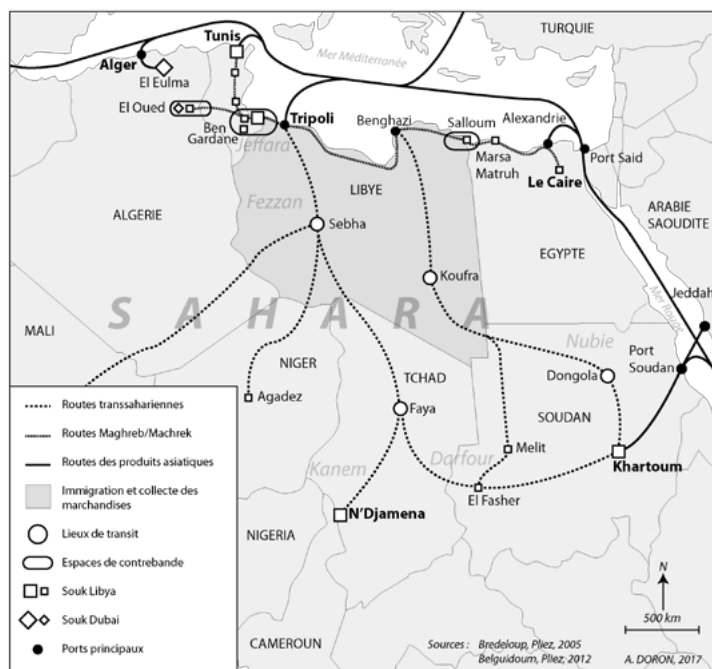 TURQUIE
Tunis
Mer Méditerranée
Alger
El Eulma
El Oued
Ben
Gardane
Tripoli
Jeffara
Benghazi
Salloum
Alexandrie
Marsa
Matruh
Port Said
Le Caire
LIBYE
Fezzan
ALGERIE
Sebha
ARABIE
SAOUDITE
EGYPTE
Koufra
SAHARA
Mer Rouge
Jeddah
MALI
Nubie
Port
Soudan
NIGER
TCHAD
Dongola
Agadez
Faya
SOUDAN
Kanem
Darfour
Melit
Khartoum
El Fasher
N'Djamena
NIGERIA
CAMEROUN
Routes transsahariennes
Routes Maghreb/Machrek
Routes des produits asiatiques
Immigration et collecte des
marchandises
Lieux de transit
Espaces de contrebande
Souk Libya
Souk Dubai
Ports principaux
N
500 km
Sources : Bredeloup, Pliez, 2005
Belguidoum, Pliez, 2012
A. DORON, 2017